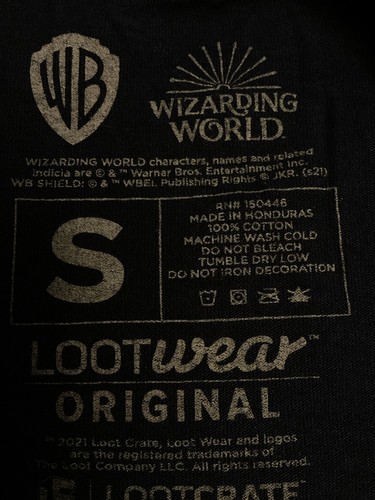 WB
WIZARDING
WORLD
WIZARDING WORLD characters, names and related
indicia are © & ™ Warner Bros. Entertainment Inc.
WB SHIELD: © & ™ WBEI. Publishing Rights © JKR. (s21)
S
RN# 150446
MADE IN HONDURAS
100% COTTON
MACHINE WASH COLD
DO NOT BLEACH
TUMBLE DRY LOW
DO NOT IRON DECORATION
LOOTwear™
ORIGINAL
© 2021 Loot Crate, Loot Wear and logos
are the registered trademarks of
The Loot Company LLC. All rights reserved.
LOOTCRATE™